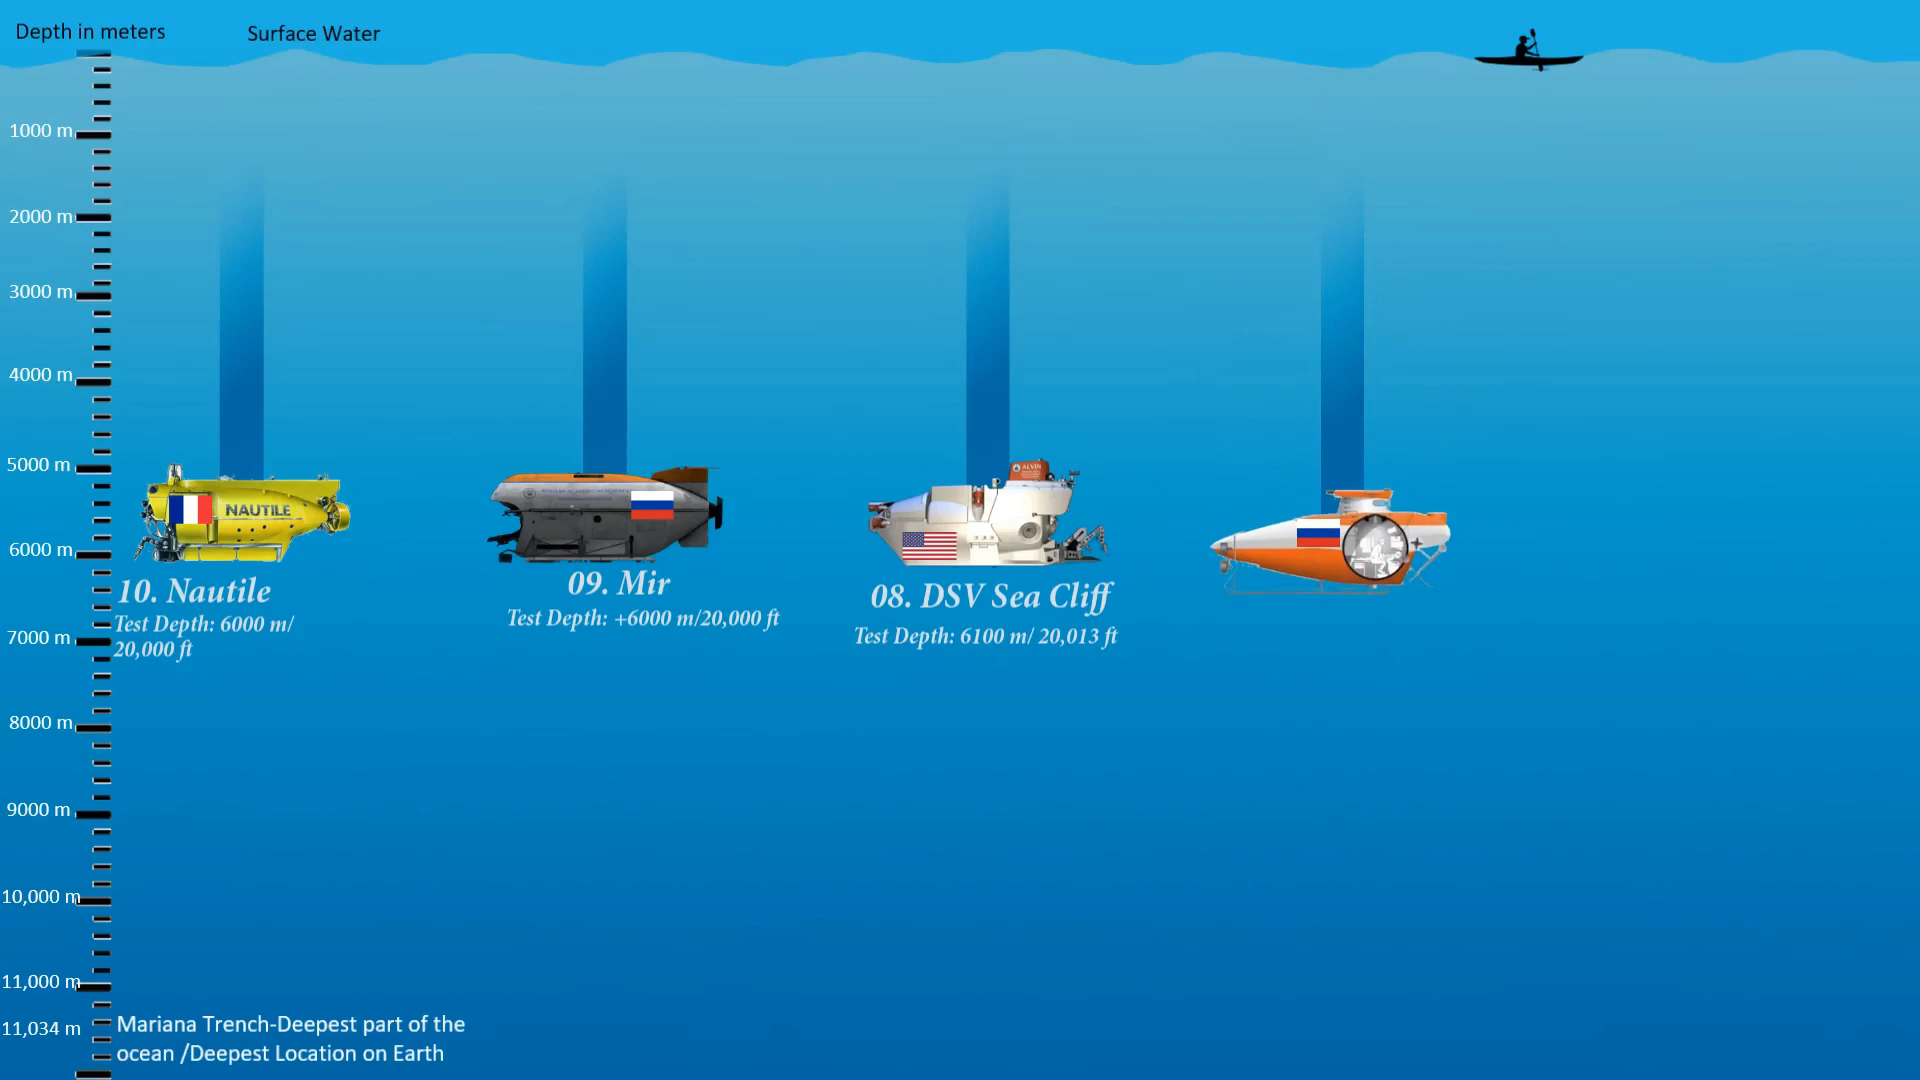 Depth in meters
Surface Water
1000 m
2000 m
3000 m
4000 m
5000 m
6000 m
7000 m
8000 m
9000 m
10,000 m
11,000 m
11,034 m
NAUTILE
10. Nautile
Test Depth: 6000 m/
20,000 ft
09. Mir
Test Depth: +6000 m/20,000 ft
ALVIN
08. DSV Sea Cliff
Test Depth: 6100 m/ 20,013 ft
Mariana Trench-Deepest part of the
ocean /Deepest Location on Earth